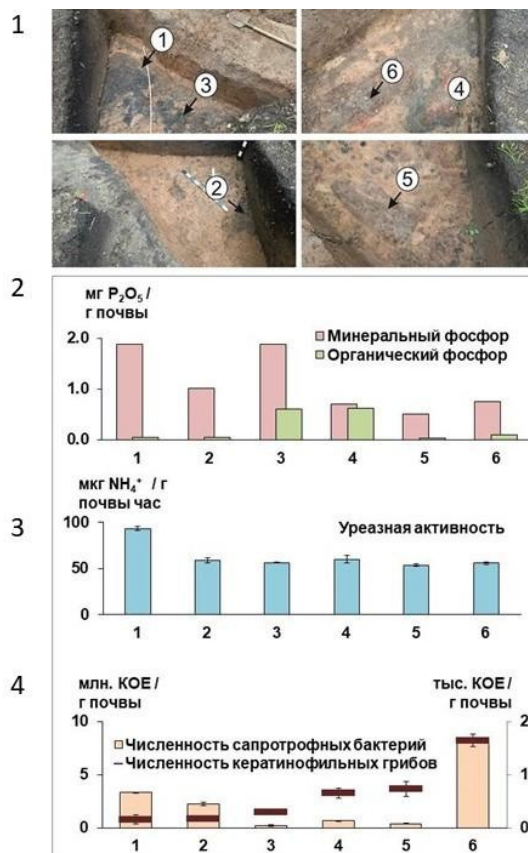 1
1
3
6
4
2
5
2
мг P₂O₅ /
г почвы
2.0
1.0
0.0
Минеральный фосфор
Органический фосфор
1 2 3 4 5 6
3
мкг NH₄⁺ / г
почвы час
100
50
0
Уреазная активность
1 2 3 4 5 6
4
млн. КОЕ /
г почвы
тыс. КОЕ /
г почвы
10
5
0
Численность сапротрофных бактерий
Численность кератинофильных грибов
2
1
0
1 2 3 4 5 6